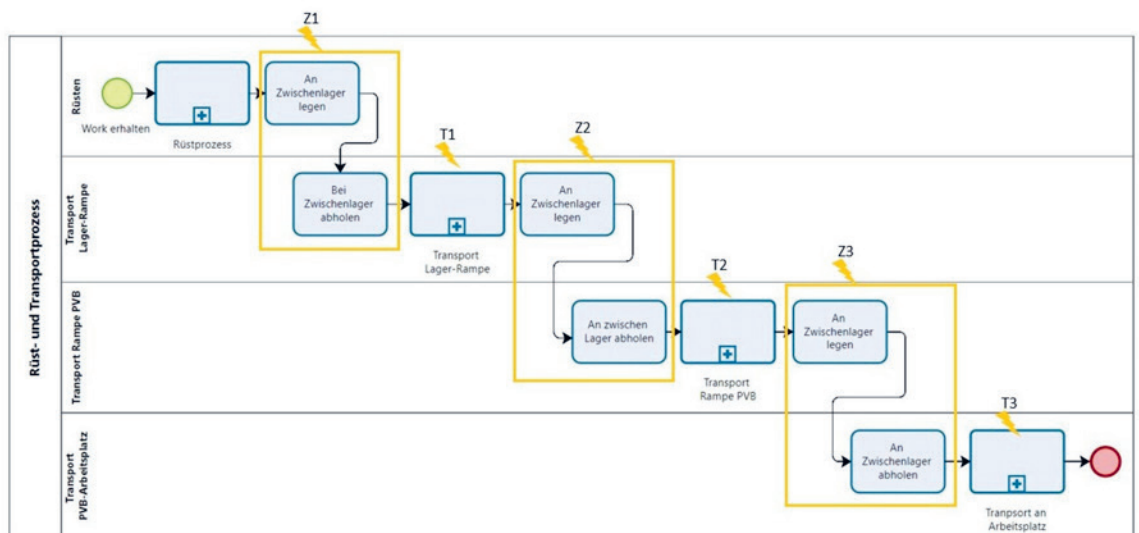 Z1
Rüst- und Transportprozess
Rüsten
Work erhalten
Rüstprozess
An
Zwischenlager
legen
Transport
Lager-Rampe
Bei
Zwischenlager
abholen
T1
Transport
Lager-Rampe
Z2
An
Zwischenlager
legen
Transport Rampe PVB
An zwischen
Lager abholen
T2
Transport
Rampe PVB
Z3
An
Zwischenlager
legen
Transport
PVB-Arbeitsplatz
An
Zwischenlager
abholen
T3
Tranpsort an
Arbeitsplatz